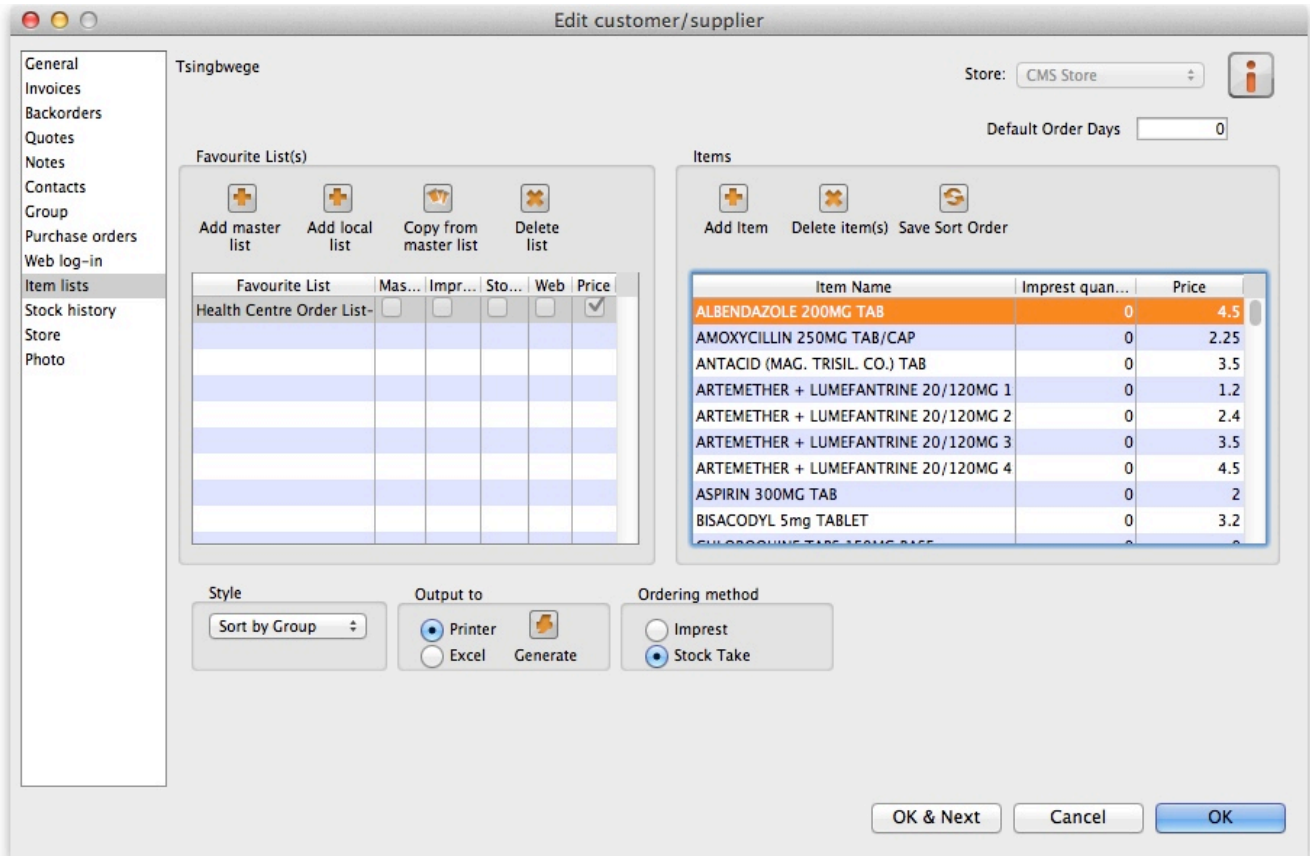 Edit customer/supplier
General
Invoices
Backorders
Quotes
Notes
Contacts
Group
Purchase orders
Web log-in
Item lists
Stock history
Store
Photo
Tsingbwege
Store: CMS Store
Default Order Days 0
Favourite List(s)
Add master list
Add local list
Copy from master list
Delete list
Favourite List Mas... Impr... Sto... Web Price
Health Centre Order List-
Items
Add Item Delete item(s) Save Sort Order
Item Name Imprest quan... Price
ALBENDAZOLE 200MG TAB 0 4.5
AMOXYCILLIN 250MG TAB/CAP 0 2.25
ANTACID (MAG. TRISIL. CO.) TAB 0 3.5
ARTEMETHER + LUMEFANTRINE 20/120MG 1 0 1.2
ARTEMETHER + LUMEFANTRINE 20/120MG 2 0 2.4
ARTEMETHER + LUMEFANTRINE 20/120MG 3 0 3.5
ARTEMETHER + LUMEFANTRINE 20/120MG 4 0 4.5
ASPIRIN 300MG TAB 0 2
BISACODYL 5mg TABLET 0 3.2
Style
Sort by Group
Output to
Printer
Excel
Generate
Ordering method
Imprest
Stock Take
OK & Next Cancel OK